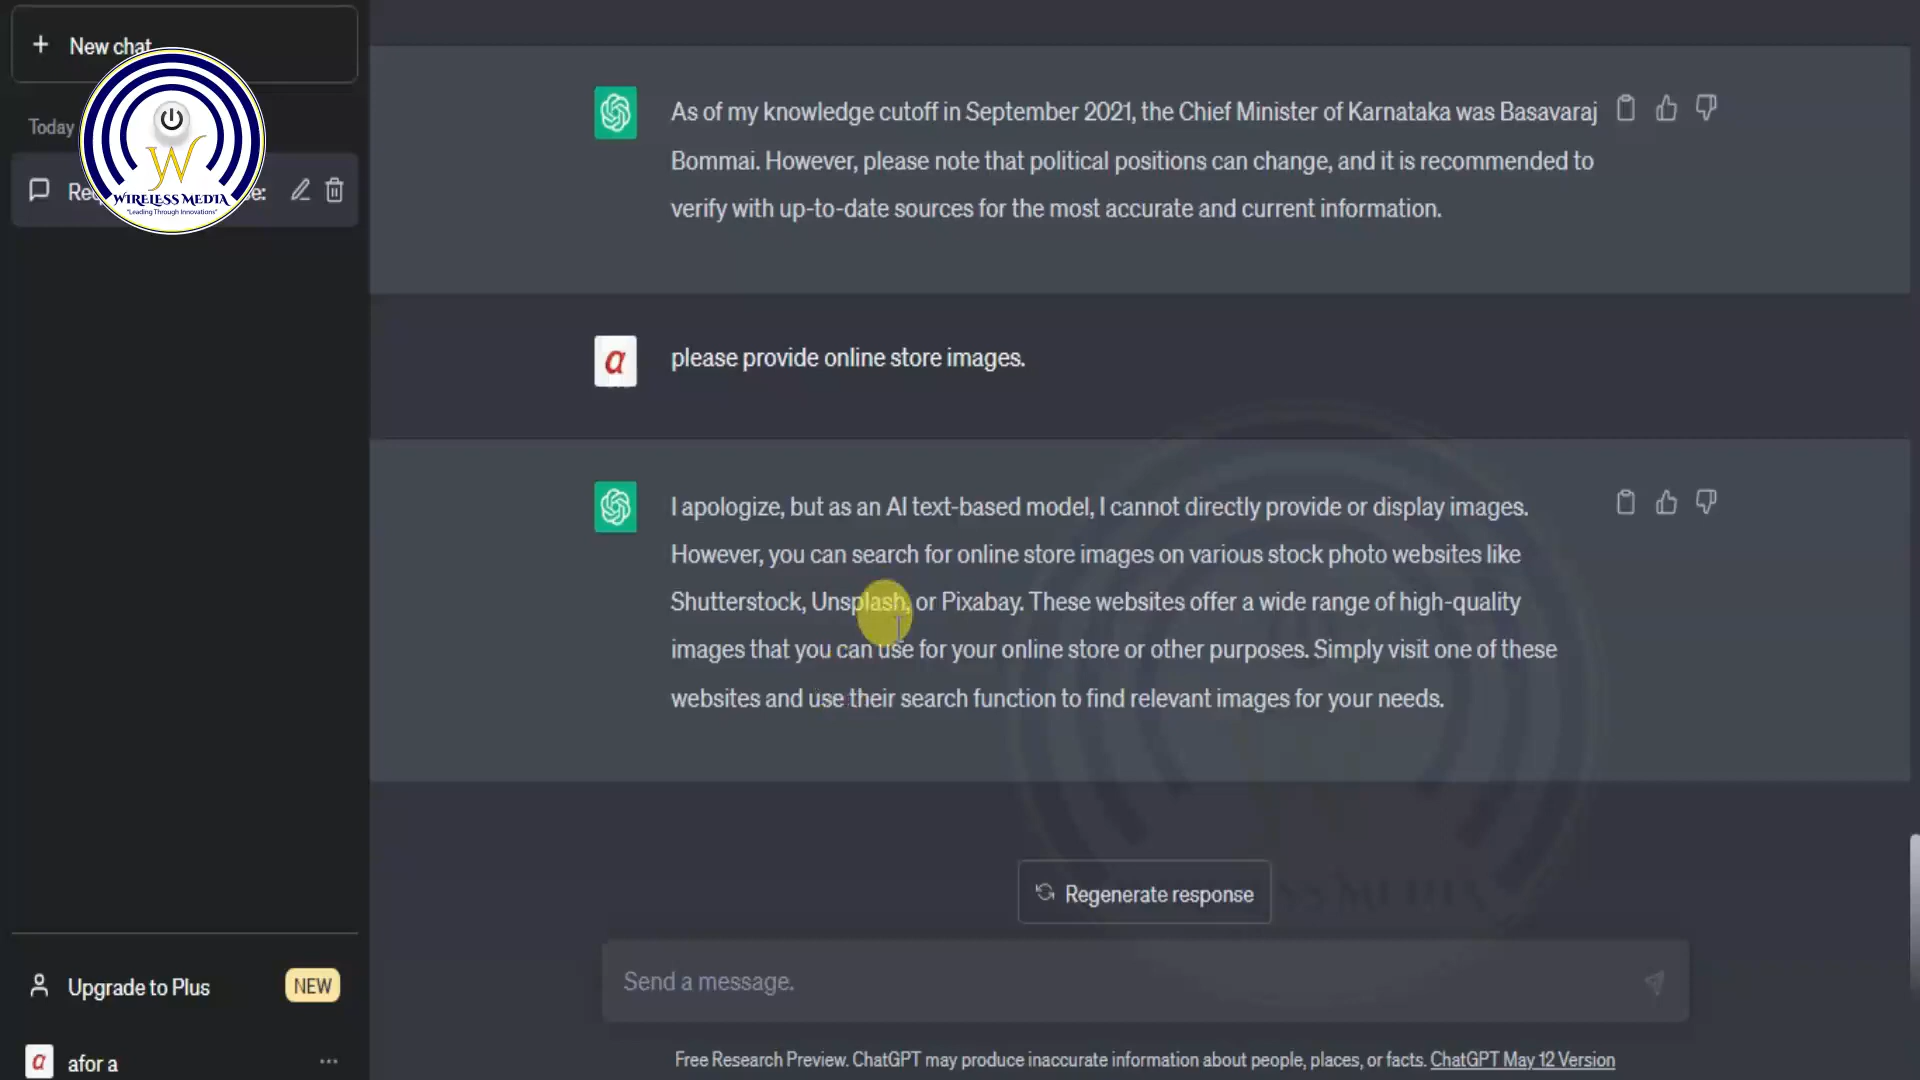 New chat
WIRELESS MEDIA
"Leading Through Innovations"
Today
As of my knowledge cutoff in September 2021, the Chief Minister of Karnataka was Basavaraj
Bommai. However, please note that political positions can change, and it is recommended to
verify with up-to-date sources for the most accurate and current information.
please provide online store images.
I apologize, but as an AI text-based model, I cannot directly provide or display images.
However, you can search for online store images on various stock photo websites like
Shutterstock, Unsplash, or Pixabay. These websites offer a wide range of high-quality
images that you can use for your online store or other purposes. Simply visit one of these
websites and use their search function to find relevant images for your needs.
Regenerate response
Send a message.
Upgrade to Plus NEW
afor a
Free Research Preview. ChatGPT may produce inaccurate information about people, places, or facts. ChatGPT May 12 Version